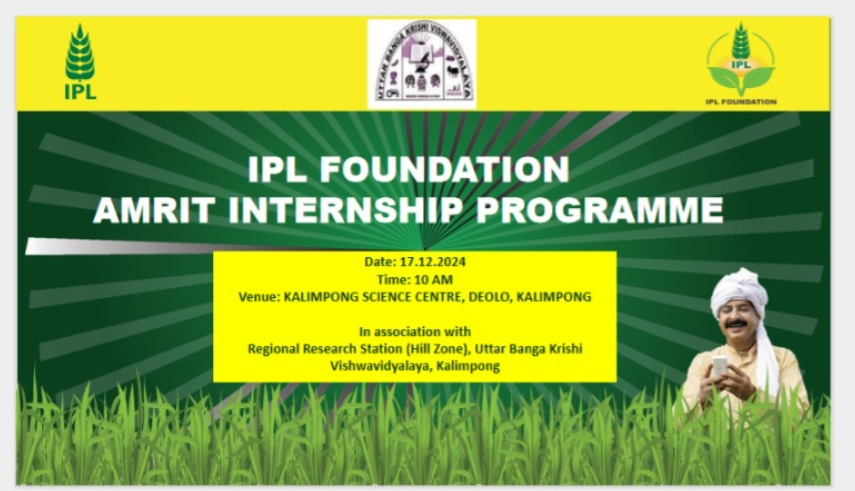 IPL
UTTAR BANGA KRISHI VISWAVIDYALAYA
IPL
IPL FOUNDATION
IPL FOUNDATION
AMRIT INTERNSHIP PROGRAMME
Date: 17.12.2024
Time: 10 AM
Venue: KALIMPONG SCIENCE CENTRE, DEOLO, KALIMPONG
In association with
Regional Research Station (Hill Zone), Uttar Banga Krishi
Vishwavidyalaya, Kalimpong